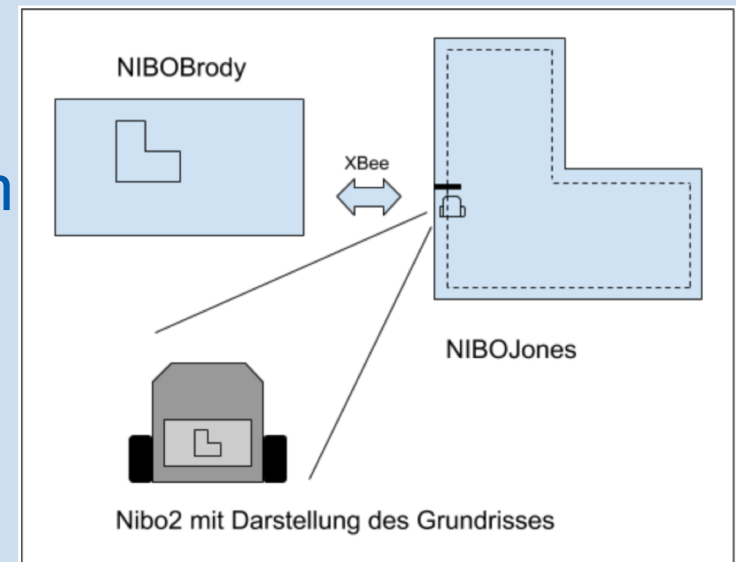 NIBOBrody
XBee
n
NIBOJones
Nibo2 mit Darstellung des Grundrisses